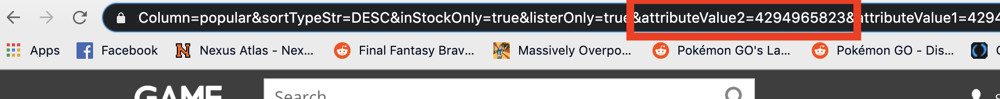 Column=popular&sortTypeStr=DESC&inStockOnly=true&listerOnly=true&attributeValue2=4294965823&attributeValue1=4294
Apps Facebook Nexus Atlas - Nex... Final Fantasy Brav... Massively Overpo... Pokémon GO's La... Pokémon GO - Dis...
GAME Search